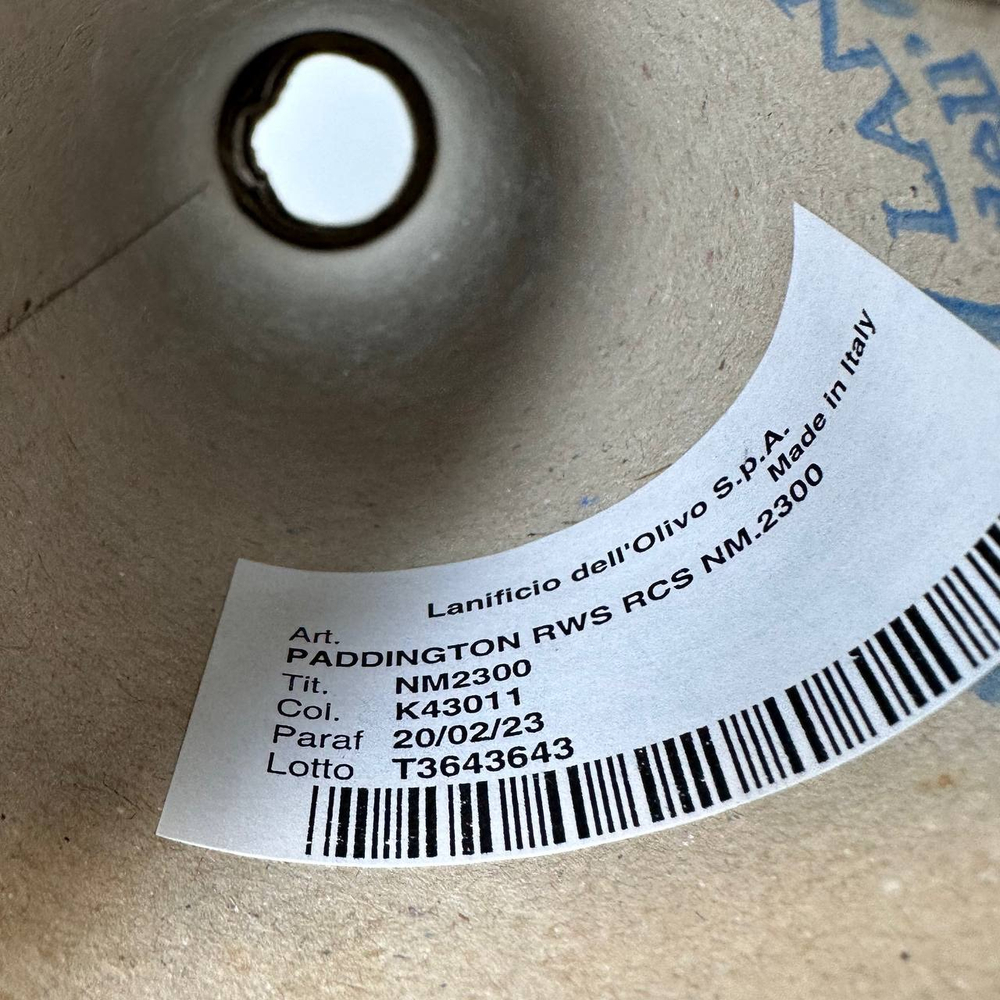 Lanificio dell'Olivo S.p.A.
Made in Italy
Art.
PADDINGTON RWS RCS NM.2300
Tit. NM2300
Col. K43011
Paraf 20/02/23
Lotto T3643643